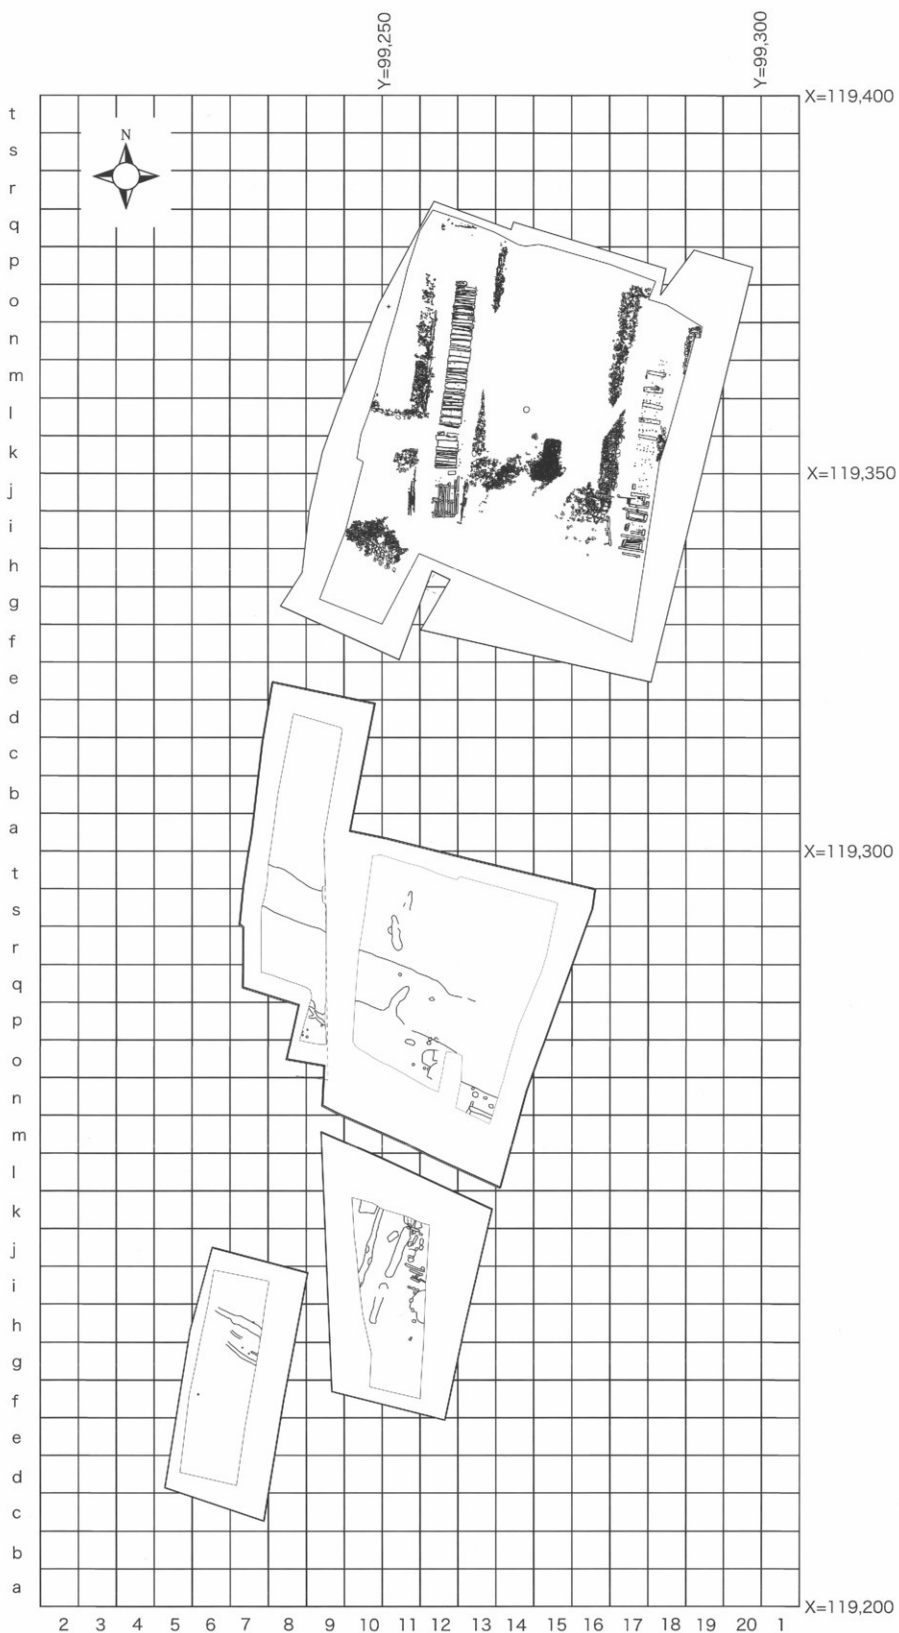 Y=99,250
Y=99,300
X=119,400
t
N
s
r
q
p
o
n
m
l
k
X=119,350
j
i
h
g
f
e
d
c
b
a
X=119,300
t
s
r
q
p
o
n
m
l
k
j
i
h
g
f
e
d
c
b
a
X=119,200
2 3 4 5 6 7 8 9 10 11 12 13 14 15 16 17 18 19 20 1